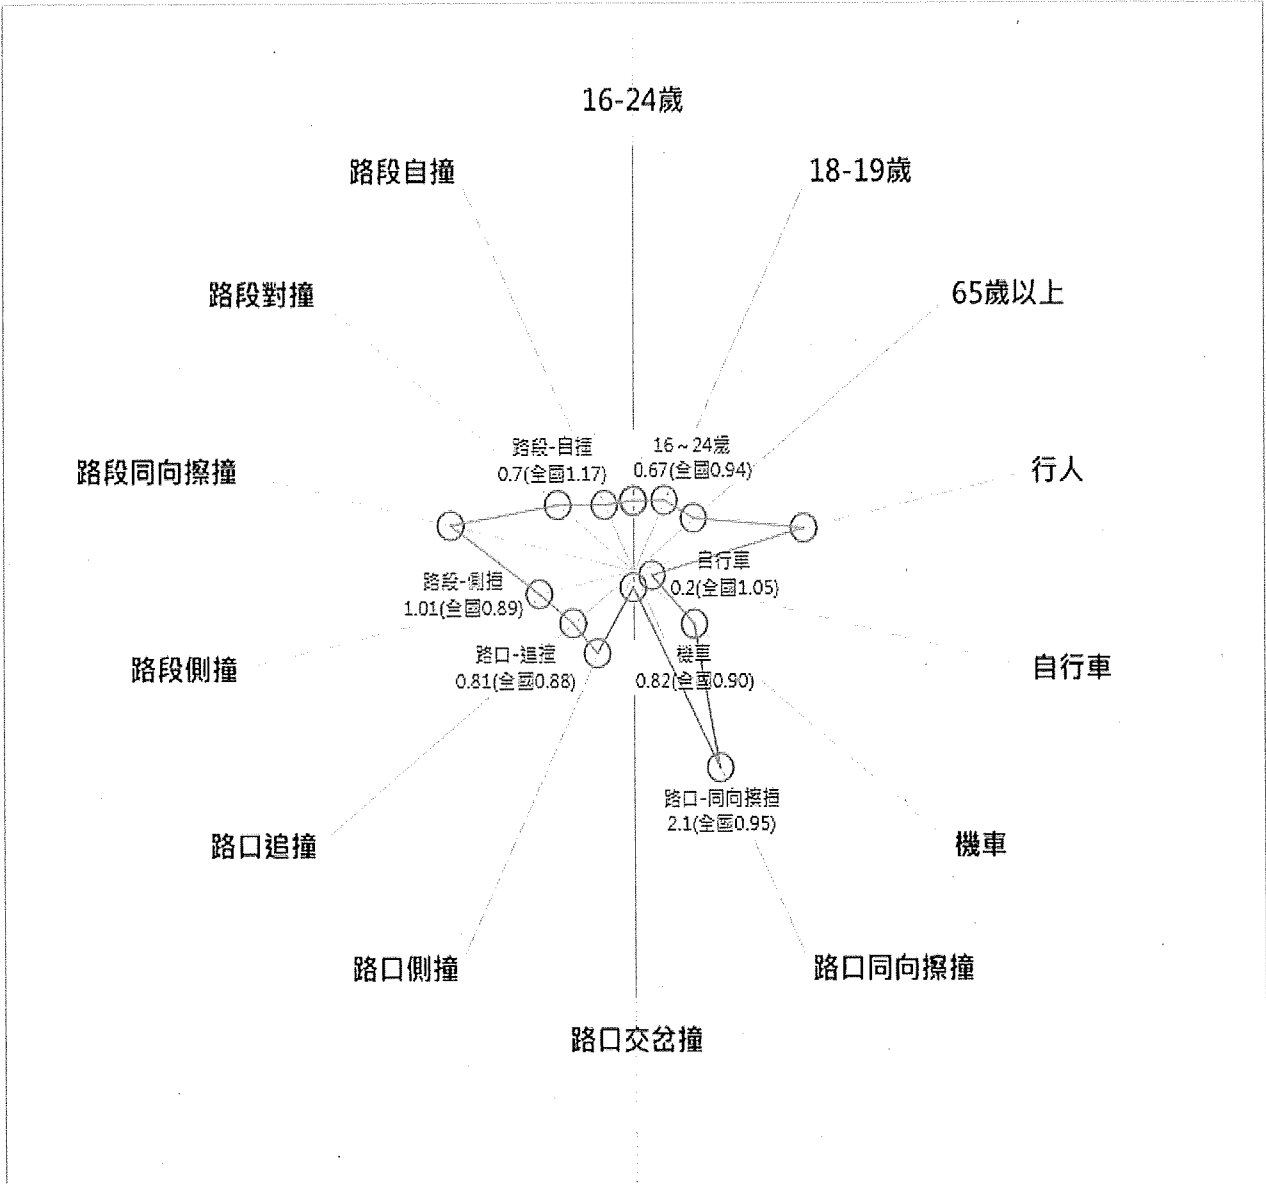 16-24歲
路段自撞
18-19歲
路段對撞
65歲以上
路段-自撞
0.7(全國1.17)
16~24歲
0.67(全國0.94)
路段同向擦撞
行人
自行車
0.2(全國1.05)
路段-側撞
1.01(全國0.89)
路口-追撞
0.81(全國0.88)
機車
0.82(全國0.90)
路段側撞
自行車
路口-同向擦撞
2.1(全國0.95)
路口追撞
機車
路口側撞
路口同向擦撞
路口交岔撞